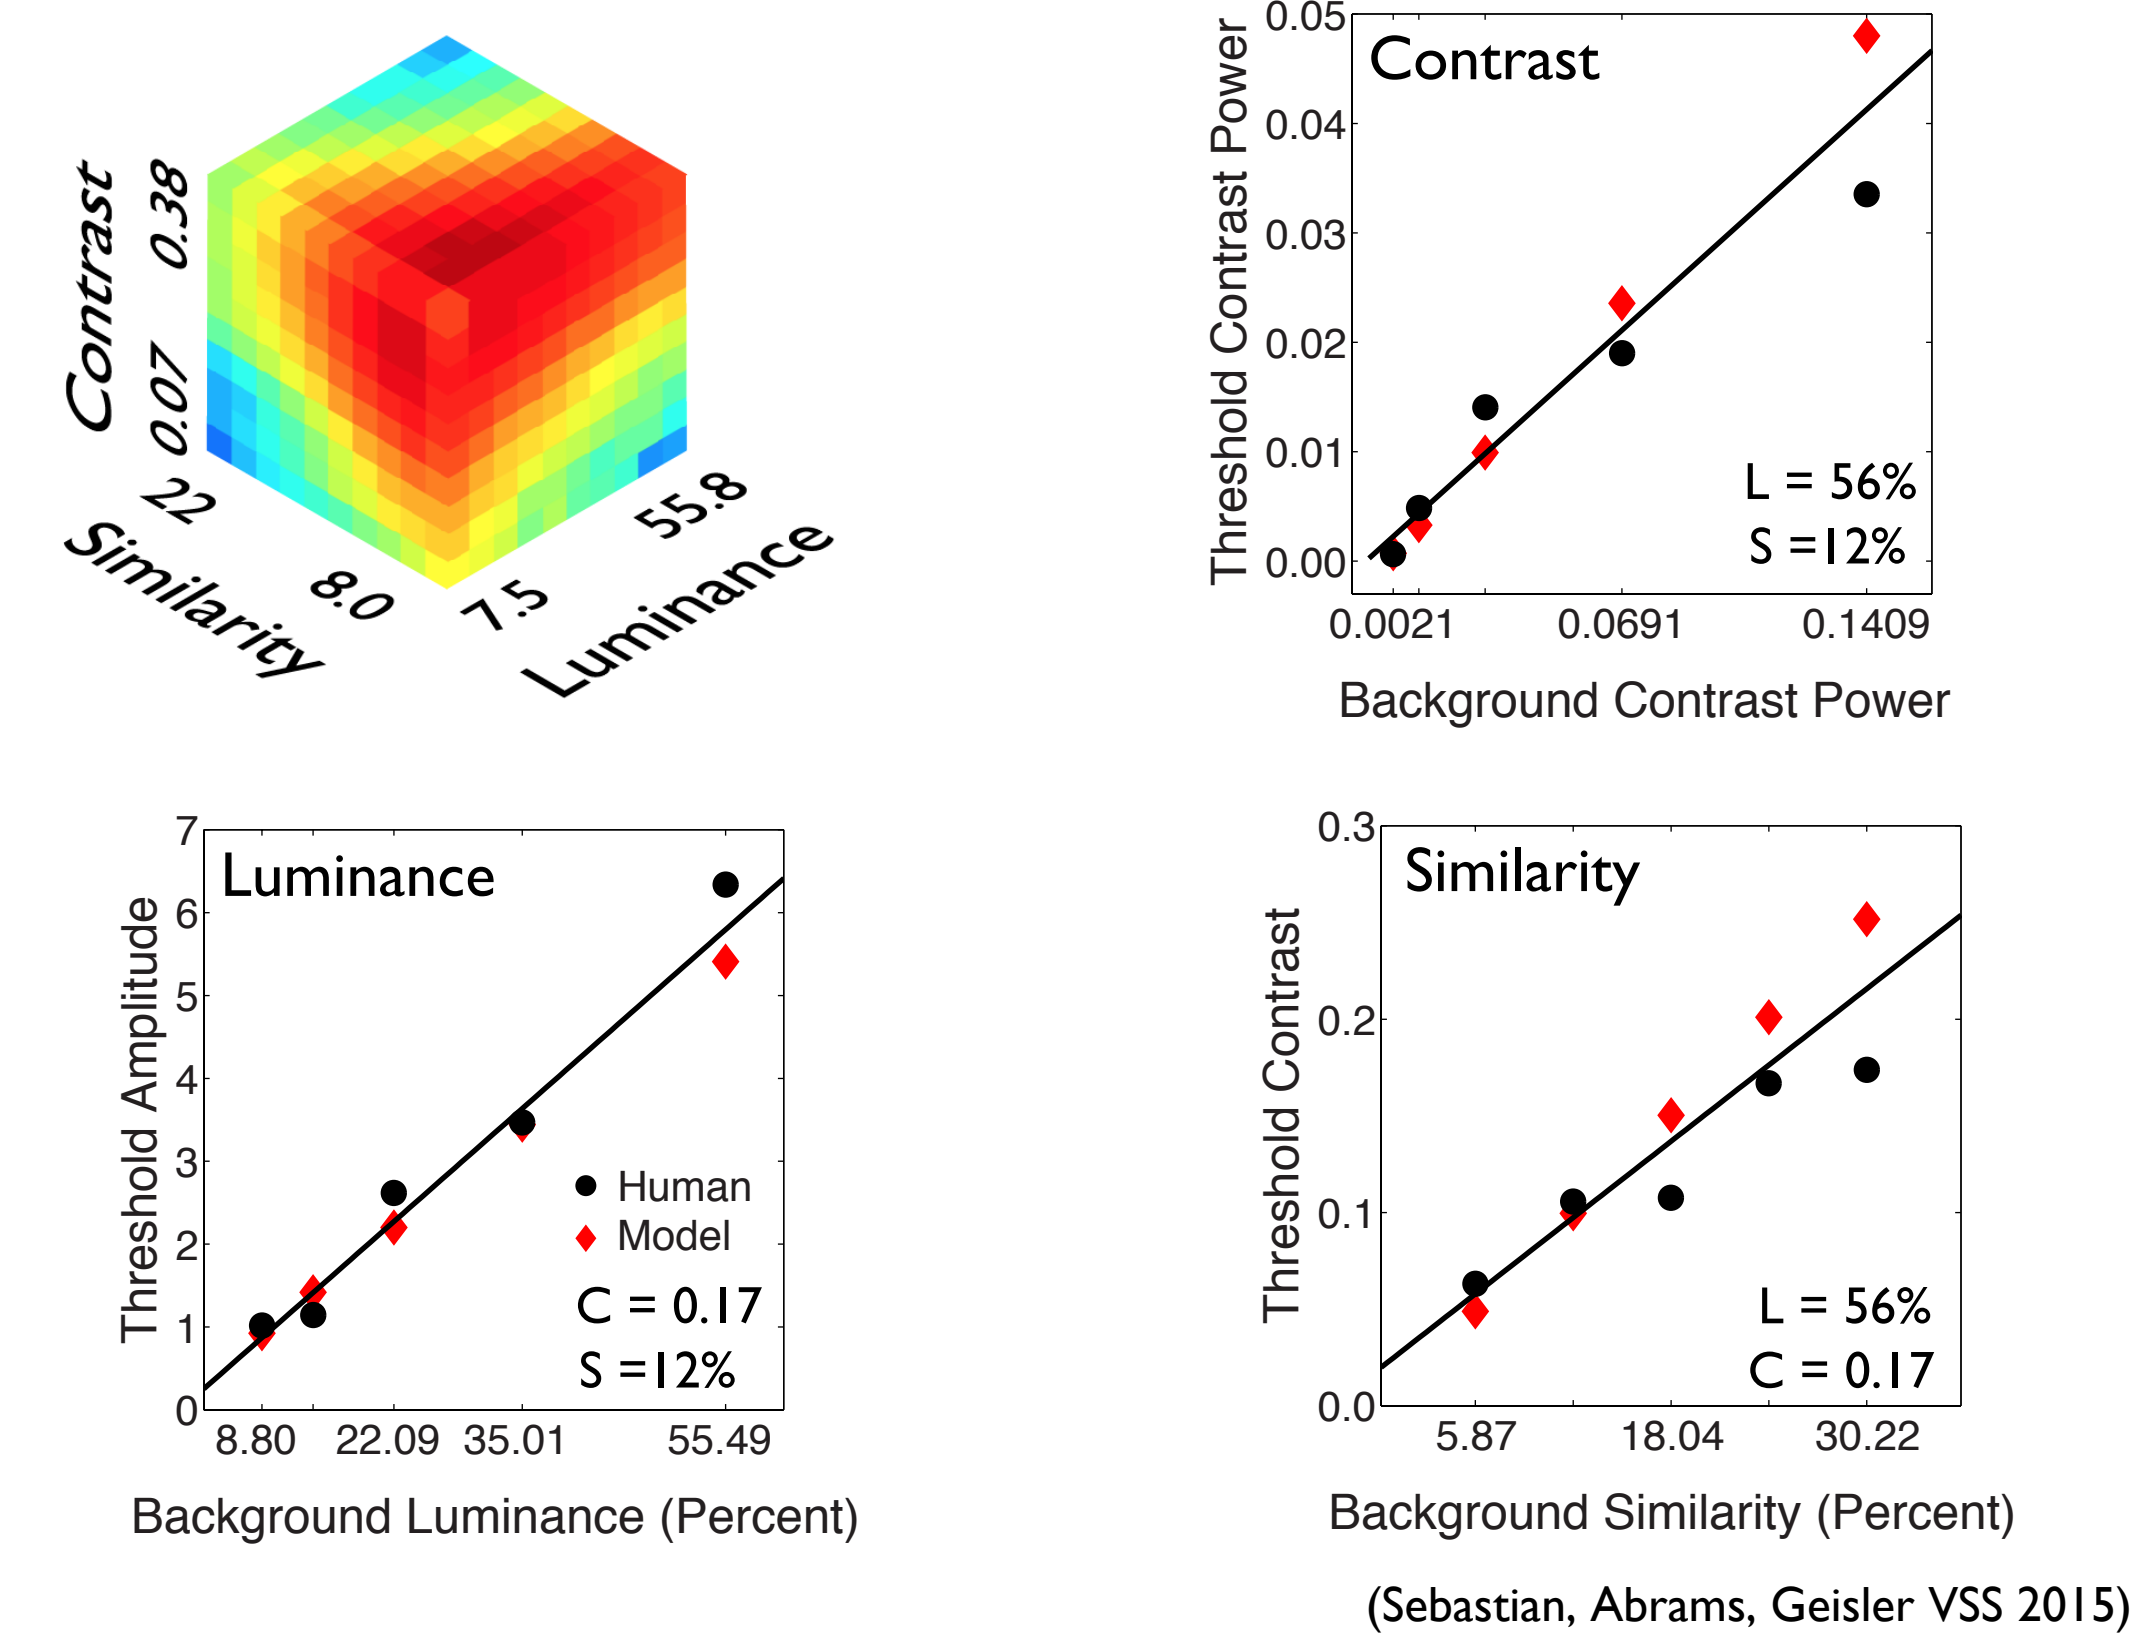 Contrast
0.38
0.07
22
8.0
Similarity
7.5
55.8
Luminance
Contrast
Threshold Contrast Power
0.05
0.04
0.03
0.02
0.01
0.00
L = 56%
S =12%
0.0021 0.0691 0.1409
Background Contrast Power
Luminance
Threshold Amplitude
7
6
5
4
3
2
1
0
Human
Model
C = 0.17
S =12%
8.80 22.09 35.01 55.49
Background Luminance (Percent)
Similarity
Threshold Contrast
0.3
0.2
0.1
0.0
L = 56%
C = 0.17
5.87 18.04 30.22
Background Similarity (Percent)
(Sebastian, Abrams, Geisler VSS 2015)